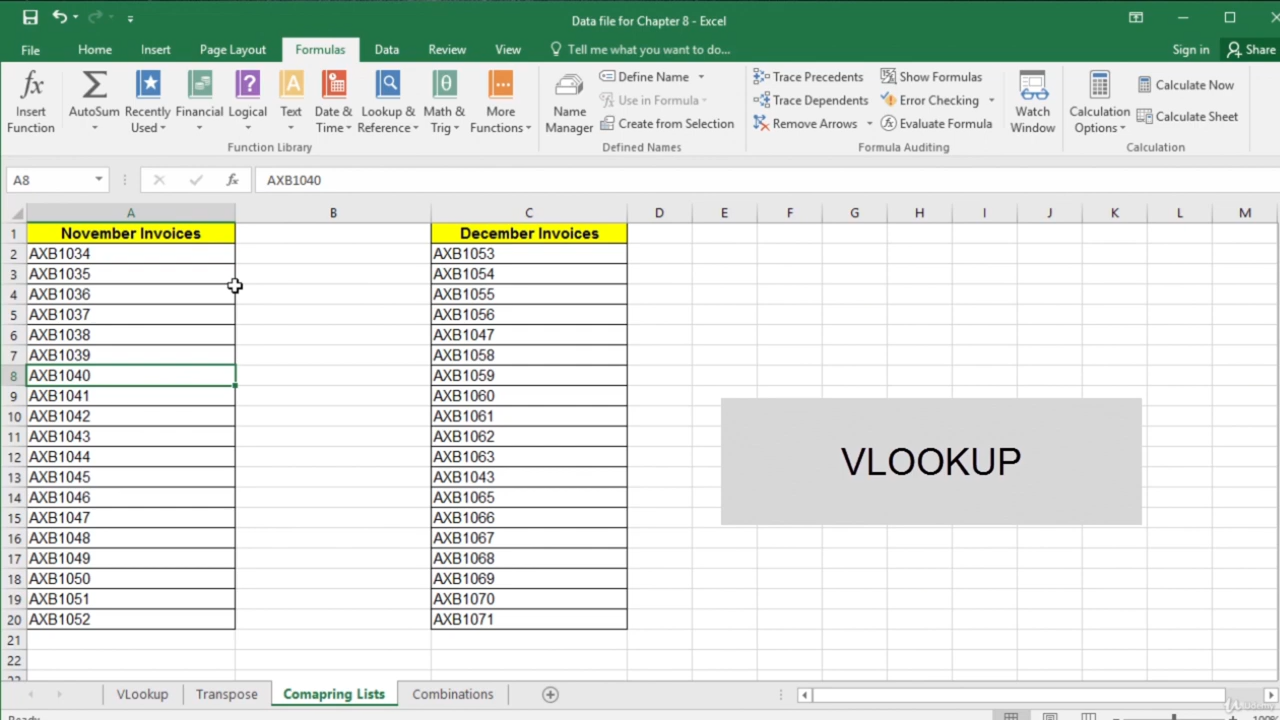 Data file for Chapter 8 - Excel
File Home Insert Page Layout Formulas Data Review View Tell me what you want to do... Sign in Share
fx Insert Function
AutoSum
Recently Used
Financial
Logical
Text
Date & Time
Lookup & Reference
Math & Trig
More Functions
Function Library
Name Manager
Define Name
Use in Formula
Create from Selection
Defined Names
Trace Precedents
Trace Dependents
Remove Arrows
Show Formulas
Error Checking
Evaluate Formula
Formula Auditing
Watch Window
Calculation Options
Calculate Now
Calculate Sheet
Calculation
A8 fx AXB1040
A B C D E F G H I J K L M
1 November Invoices December Invoices
2 AXB1034 AXB1053
3 AXB1035 AXB1054
4 AXB1036 AXB1055
5 AXB1037 AXB1056
6 AXB1038 AXB1047
7 AXB1039 AXB1058
8 AXB1040 AXB1059
9 AXB1041 AXB1060
10 AXB1042 AXB1061
11 AXB1043 AXB1062
12 AXB1044 AXB1063
13 AXB1045 AXB1043
14 AXB1046 AXB1065
15 AXB1047 AXB1066
16 AXB1048 AXB1067
17 AXB1049 AXB1068
18 AXB1050 AXB1069
19 AXB1051 AXB1070
20 AXB1052 AXB1071
21
22
VLOOKUP
VLookup Transpose Comapring Lists Combinations
Udemy